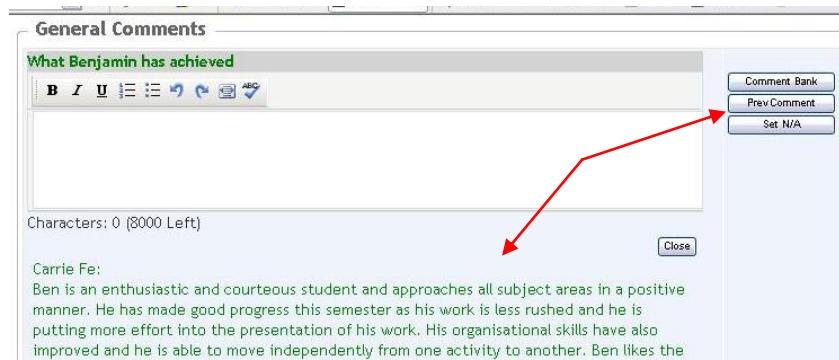 General Comments
What Benjamin has achieved
B I U ABC
Comment Bank
Prev Comment
Set N/A
Characters: 0 (8000 Left)
Close
Carrie Fe:
Ben is an enthusiastic and courteous student and approaches all subject areas in a positive
manner. He has made good progress this semester as his work is less rushed and he is
putting more effort into the presentation of his work. His organisational skills have also
improved and he is able to move independently from one activity to another. Ben likes the